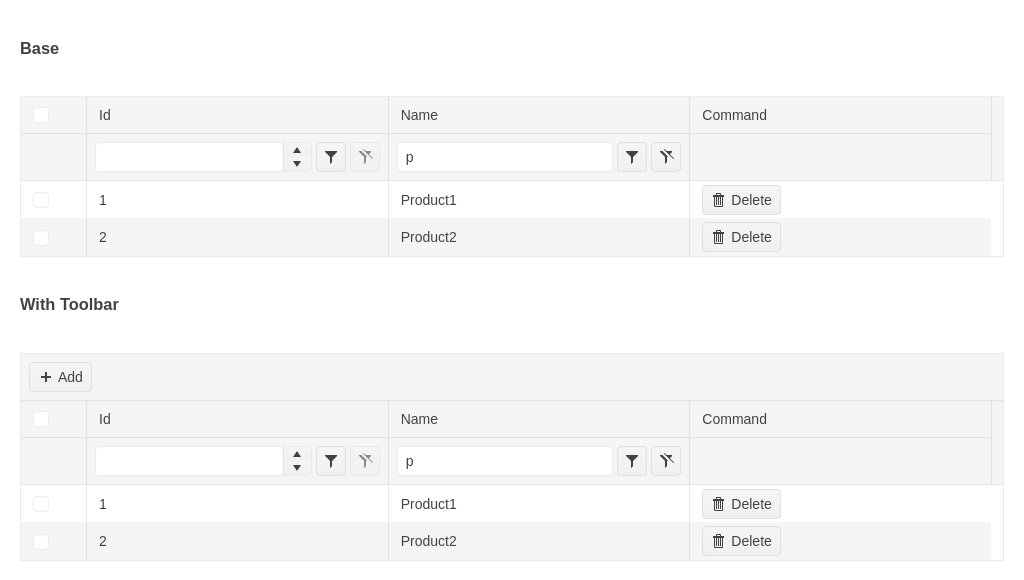 Base
Id Name Command
p
1 Product1 Delete
2 Product2 Delete
With Toolbar
Add
Id Name Command
p
1 Product1 Delete
2 Product2 Delete